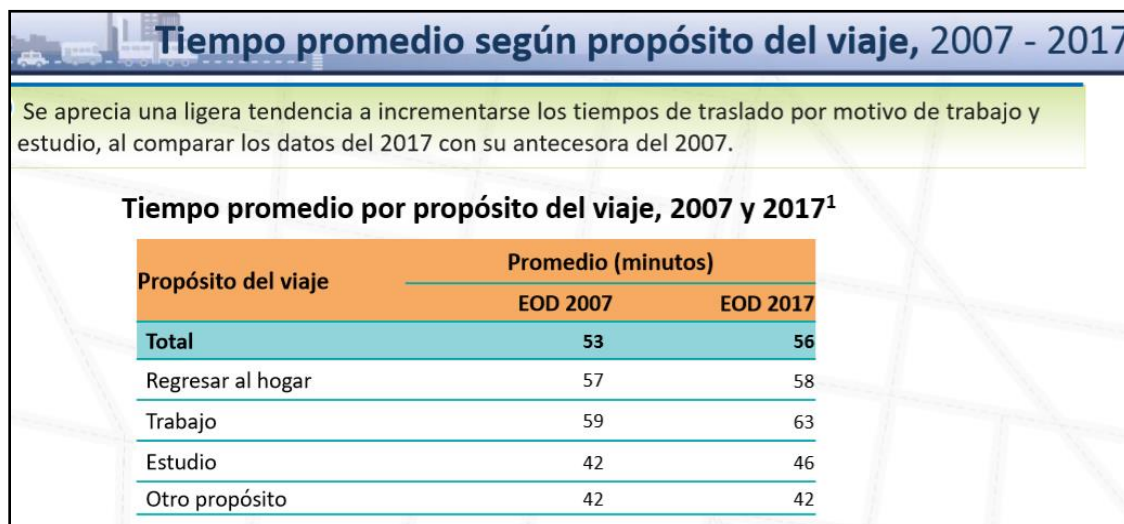 Tiempo promedio según propósito del viaje, 2007 - 2017
Se aprecia una ligera tendencia a incrementarse los tiempos de traslado por motivo de trabajo y
estudio, al comparar los datos del 2017 con su antecesora del 2007.
Tiempo promedio por propósito del viaje, 2007 y 2017¹
Propósito del viaje
Promedio (minutos)
EOD 2007 EOD 2017
Total 53 56
Regresar al hogar 57 58
Trabajo 59 63
Estudio 42 46
Otro propósito 42 42